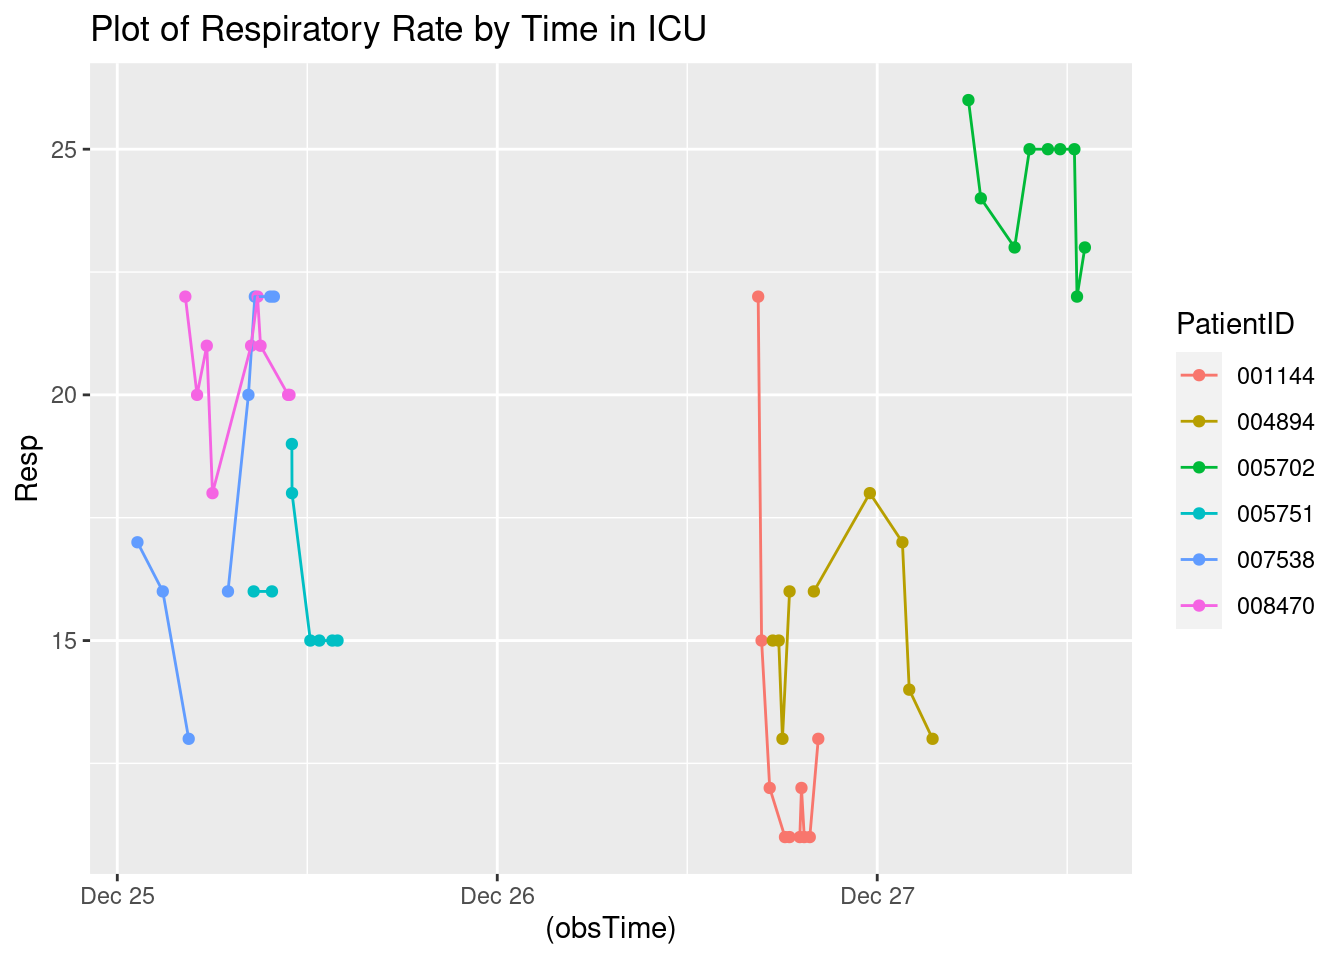 Plot of Respiratory Rate by Time in ICU
25
20
15
Resp
Dec 25
Dec 26
Dec 27
(obsTime)
PatientID
001144
004894
005702
005751
007538
008470